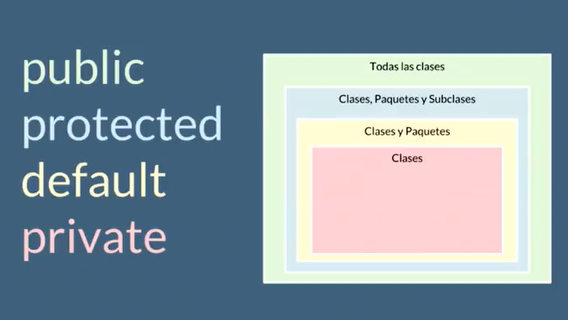 public
protected
default
private
Todas las clases
Clases, Paquetes y Subclases
Clases y Paquetes
Clases